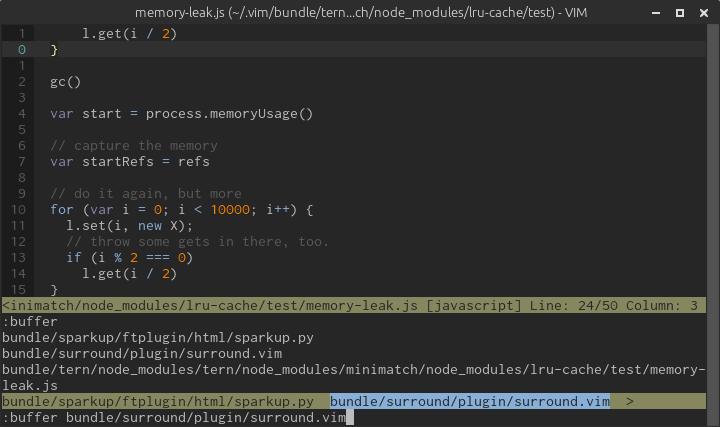 memory-leak.js (~/.vim/bundle/tern...ch/node_modules/lru-cache/test) - VIM
1 l.get(i / 2)
0 }
1
2 gc()
3
4 var start = process.memoryUsage()
5
6 // capture the memory
7 var startRefs = refs
8
9 // do it again, but more
10 for (var i = 0; i < 10000; i++) {
11 l.set(i, new X);
12 // throw some gets in there, too.
13 if (i % 2 === 0)
14 l.get(i / 2)
15 }
<inimatch/node_modules/lru-cache/test/memory-leak.js [javascript] Line: 24/50 Column: 3
:buffer
bundle/sparkup/ftplugin/html/sparkup.py
bundle/surround/plugin/surround.vim
bundle/tern/node_modules/tern/node_modules/minimatch/node_modules/lru-cache/test/memory-
leak.js
bundle/sparkup/ftplugin/html/sparkup.py bundle/surround/plugin/surround.vim >
:buffer bundle/surround/plugin/surround.vim